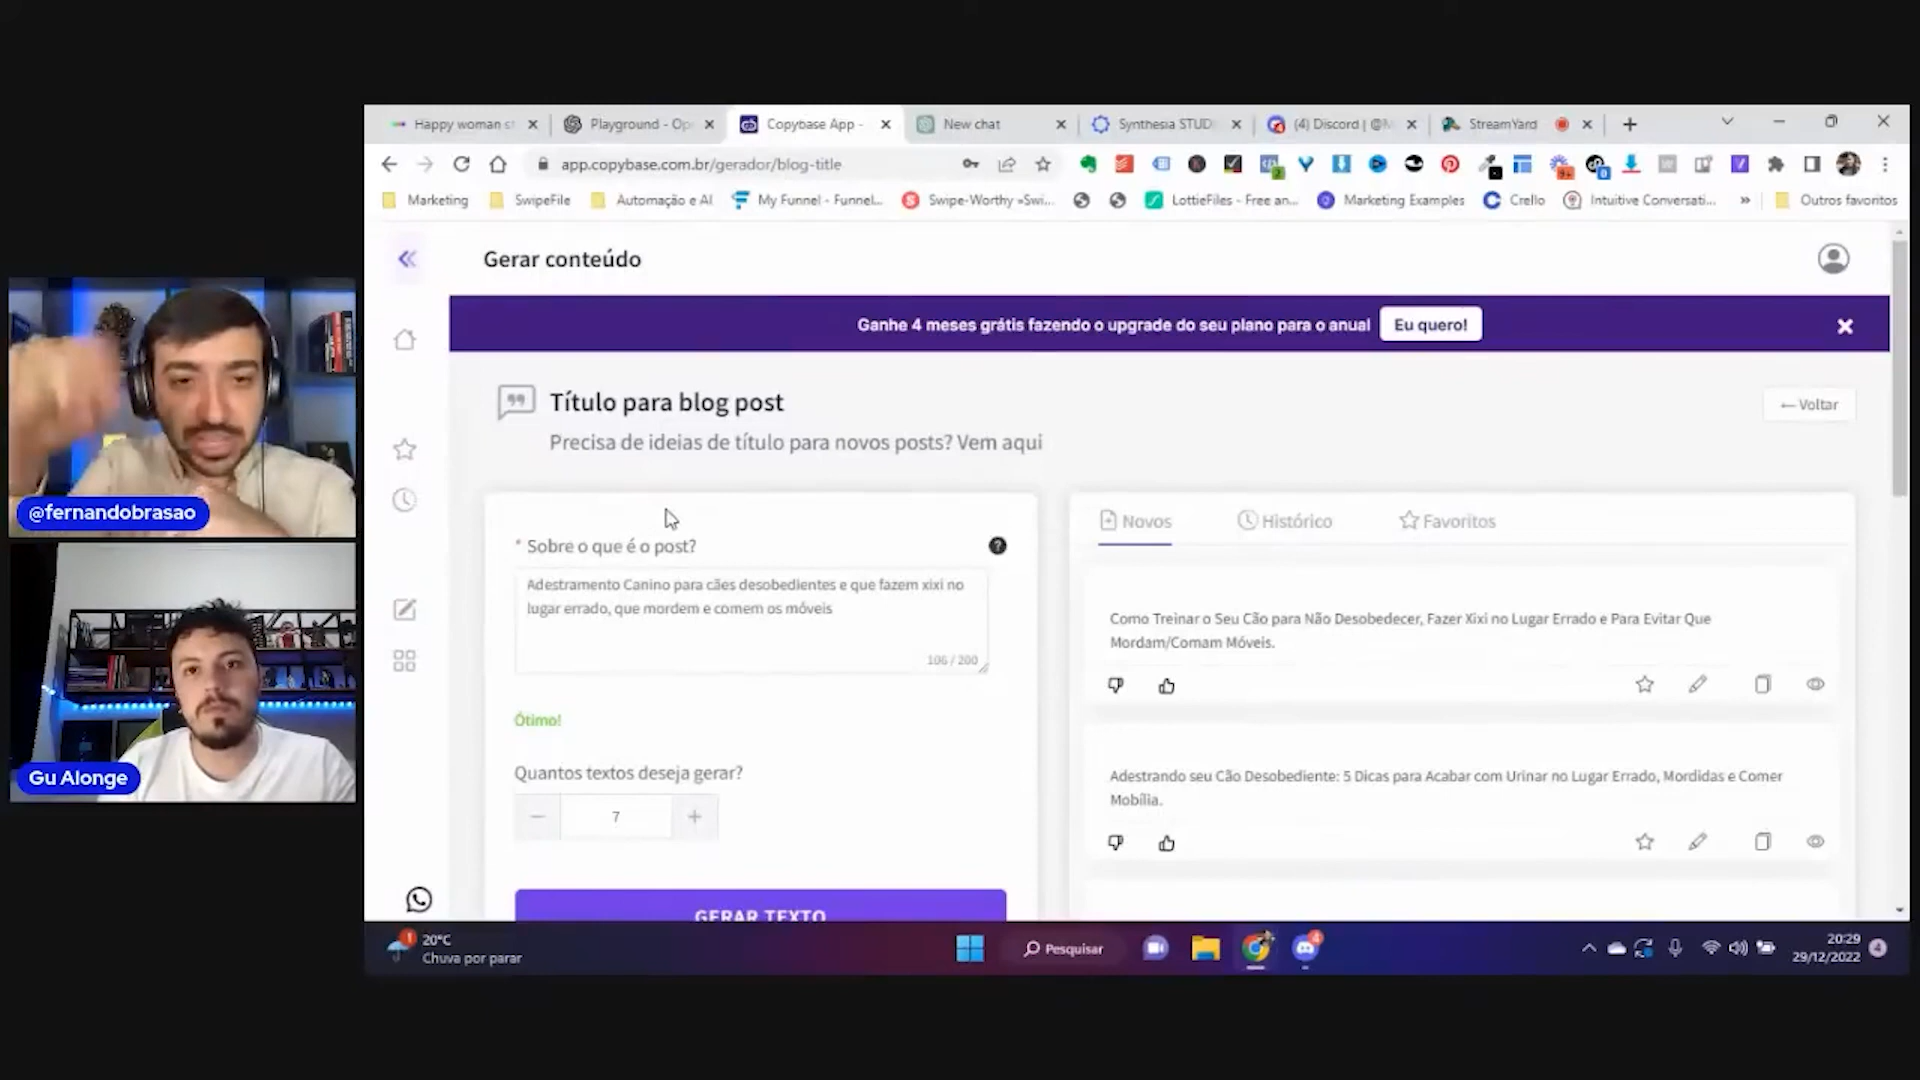 Happy woman s
Playground - Op
Copybase App -
New chat
Synthesia STUD
(4) Discord | @M
StreamYard
app.copybase.com.br/gerador/blog-title
Marketing
SwipeFile
Automação e AI
My Funnel - Funnel...
Swipe-Worthy »Swi...
LottieFiles - Free an...
Marketing Examples
Crello
Intuitive Conversati...
Outros favoritos
Gerar conteúdo
Ganhe 4 meses grátis fazendo o upgrade do seu plano para o anual
Eu quero!
Título para blog post
Precisa de ideias de título para novos posts? Vem aqui
←Voltar
* Sobre o que é o post?
Adestramento Canino para cães desobedientes e que fazem xixi no
lugar errado, que mordem e comem os móveis
106 / 200
Ótimo!
Quantos textos deseja gerar?
7
GERAR TEXTO
Novos
Histórico
Favoritos
Como Treinar o Seu Cão para Não Desobedecer, Fazer Xixi no Lugar Errado e Para Evitar Que
Mordam/Comam Móveis.
Adestrando seu Cão Desobediente: 5 Dicas para Acabar com Urinar no Lugar Errado, Mordidas e Comer
Mobília.
@fernandobrasao
Gu Alonge
1
20°C
Chuva por parar
Pesquisar
4
20:29
29/12/2022
4